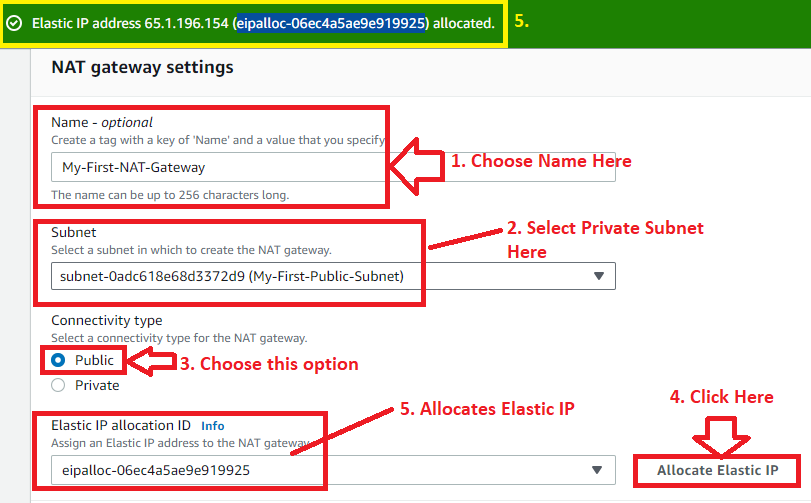 Elastic IP address 65.1.196.154 (eipalloc-06ec4a5ae9e919925) allocated.
5.
NAT gateway settings
Name - optional
Create a tag with a key of 'Name' and a value that you specify
My-First-NAT-Gateway
1. Choose Name Here
The name can be up to 256 characters long.
Subnet
Select a subnet in which to create the NAT gateway.
2. Select Private Subnet
Here
subnet-0adc618e68d3372d9 (My-First-Public-Subnet)
Connectivity type
Select a connectivity type for the NAT gateway.
Public
3. Choose this option
Private
4. Click Here
5. Allocates Elastic IP
Elastic IP allocation ID Info
Assign an Elastic IP address to the NAT gateway.
eipalloc-06ec4a5ae9e919925
Allocate Elastic IP